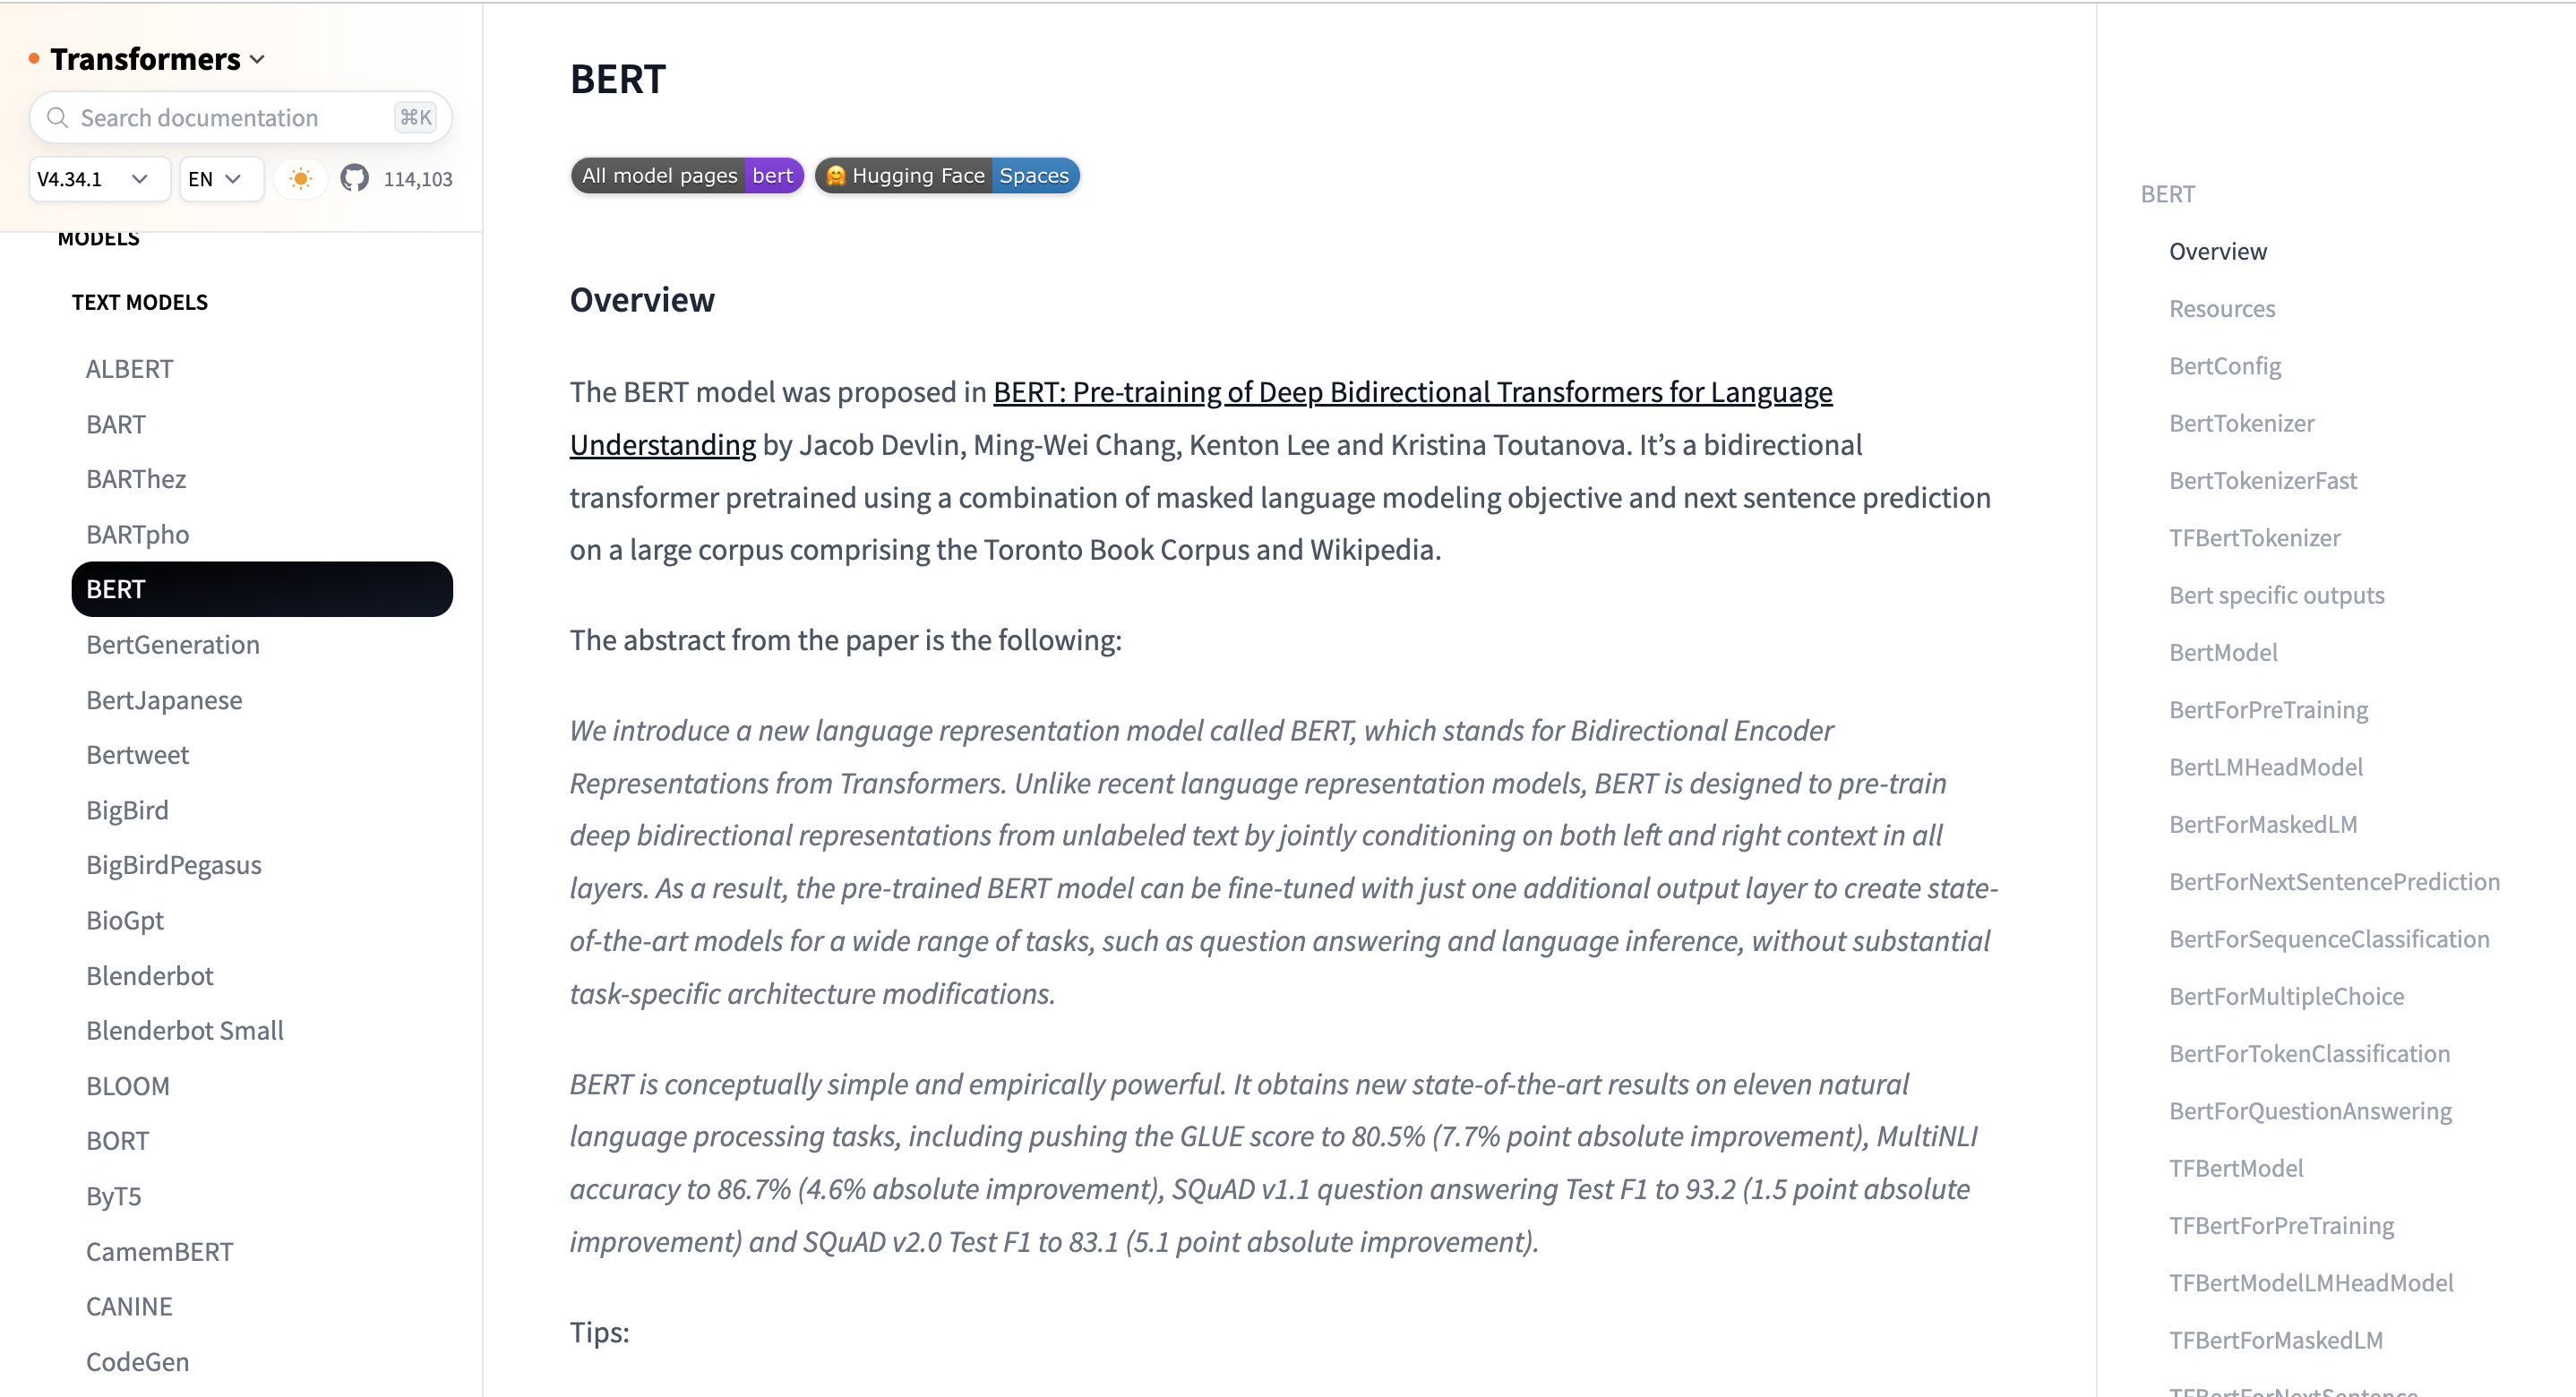 Transformers
Search documentation
⌘K
V4.34.1
EN
114,103
MODELS
TEXT MODELS
ALBERT
BART
BARThez
BARTpho
BERT
BertGeneration
BertJapanese
Bertweet
BigBird
BigBirdPegasus
BioGpt
Blenderbot
Blenderbot Small
BLOOM
BORT
ByT5
CamemBERT
CANINE
CodeGen
BERT
All model pages bert
🤗 Hugging Face Spaces
Overview
The BERT model was proposed in BERT: Pre-training of Deep Bidirectional Transformers for Language
Understanding by Jacob Devlin, Ming-Wei Chang, Kenton Lee and Kristina Toutanova. It’s a bidirectional
transformer pretrained using a combination of masked language modeling objective and next sentence prediction
on a large corpus comprising the Toronto Book Corpus and Wikipedia.
The abstract from the paper is the following:
We introduce a new language representation model called BERT, which stands for Bidirectional Encoder
Representations from Transformers. Unlike recent language representation models, BERT is designed to pre-train
deep bidirectional representations from unlabeled text by jointly conditioning on both left and right context in all
layers. As a result, the pre-trained BERT model can be fine-tuned with just one additional output layer to create state-
of-the-art models for a wide range of tasks, such as question answering and language inference, without substantial
task-specific architecture modifications.
BERT is conceptually simple and empirically powerful. It obtains new state-of-the-art results on eleven natural
language processing tasks, including pushing the GLUE score to 80.5% (7.7% point absolute improvement), MultiNLI
accuracy to 86.7% (4.6% absolute improvement), SQuAD v1.1 question answering Test F1 to 93.2 (1.5 point absolute
improvement) and SQuAD v2.0 Test F1 to 83.1 (5.1 point absolute improvement).
Tips:
BERT
Overview
Resources
BertConfig
BertTokenizer
BertTokenizerFast
TFBertTokenizer
Bert specific outputs
BertModel
BertForPreTraining
BertLMHeadModel
BertForMaskedLM
BertForNextSentencePrediction
BertForSequenceClassification
BertForMultipleChoice
BertForTokenClassification
BertForQuestionAnswering
TFBertModel
TFBertForPreTraining
TFBertModelLMHeadModel
TFBertForMaskedLM